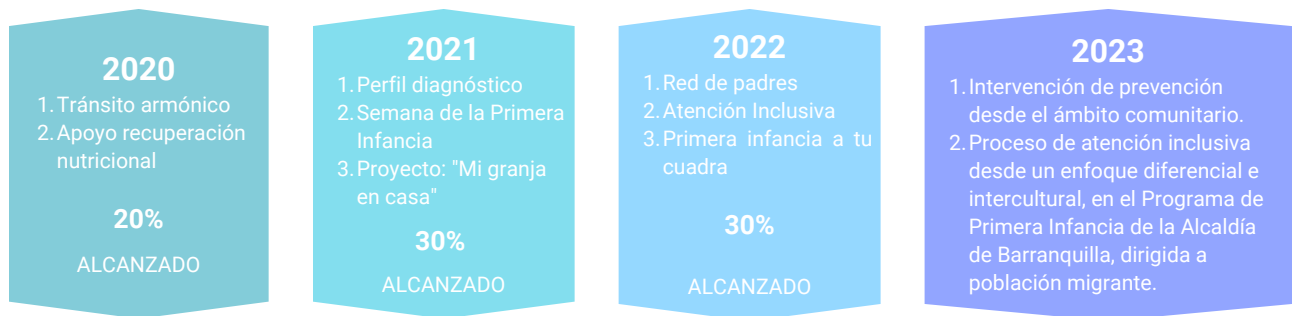 2020
1. Tránsito armónico
2. Apoyo recuperación
nutricional
20%
ALCANZADO
2021
1. Perfil diagnóstico
2. Semana de la Primera
Infancia
3. Proyecto: "Mi granja
en casa"
30%
ALCANZADO
2022
1. Red de padres
2. Atención Inclusiva
3. Primera infancia a tu
cuadra
30%
ALCANZADO
2023
1. Intervención de prevención
desde el ámbito comunitario.
2. Proceso de atención inclusiva
desde un enfoque diferencial e
intercultural, en el Programa de
Primera Infancia de la Alcaldía
de Barranquilla, dirigida a
población migrante.